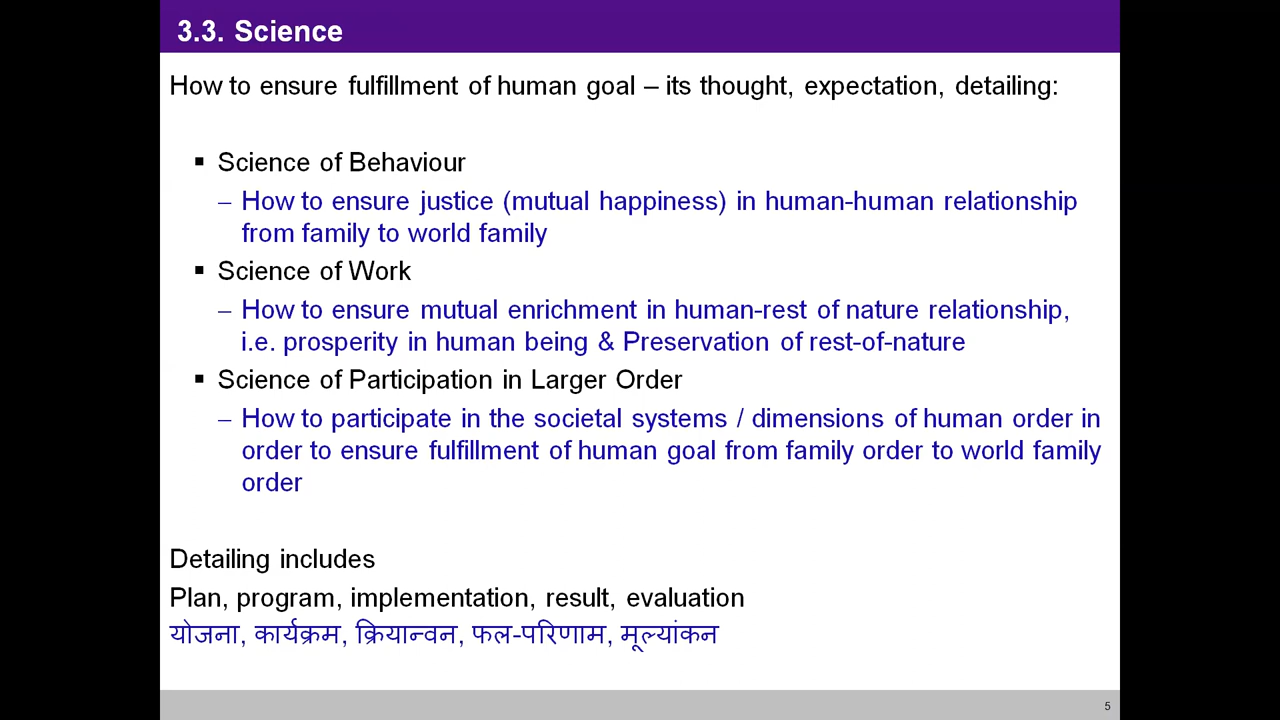 3.3. Science
How to ensure fulfillment of human goal – its thought, expectation, detailing:
▪ Science of Behaviour
– How to ensure justice (mutual happiness) in human-human relationship
from family to world family
▪ Science of Work
– How to ensure mutual enrichment in human-rest of nature relationship,
i.e. prosperity in human being & Preservation of rest-of-nature
▪ Science of Participation in Larger Order
– How to participate in the societal systems / dimensions of human order in
order to ensure fulfillment of human goal from family order to world family
order
Detailing includes
Plan, program, implementation, result, evaluation
योजना, कार्यक्रम, क्रियान्वन, फल-परिणाम, मूल्यांकन
5